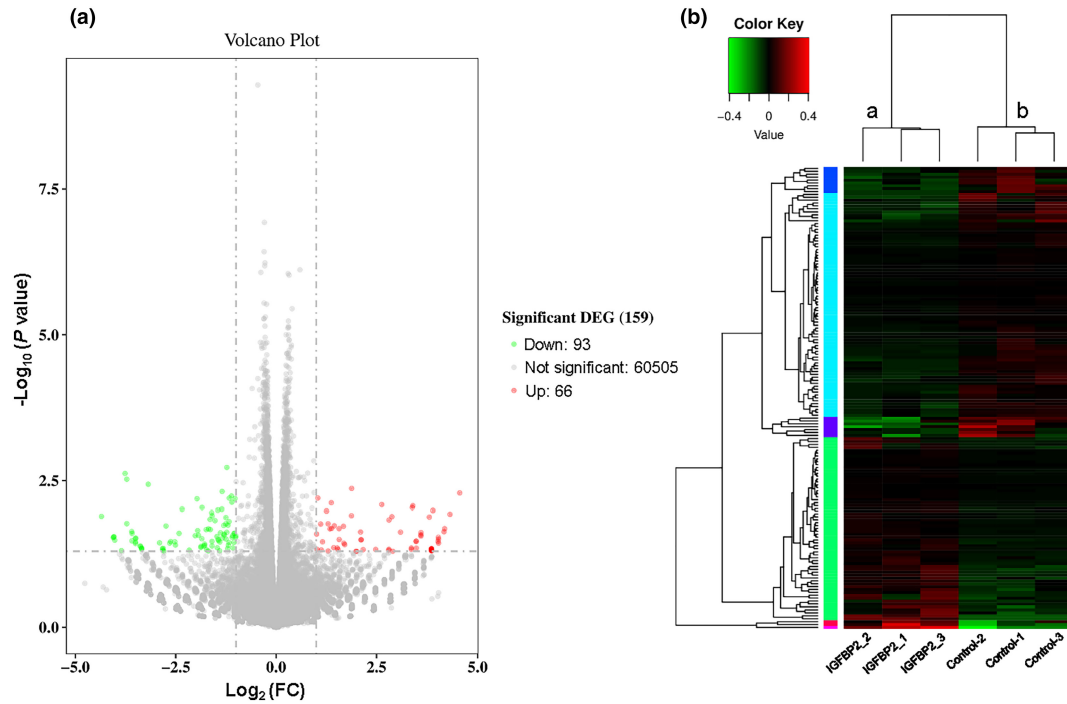 (a)
Volcano Plot
-Log10 (P value)
7.5
5.0
2.5
0.0
−5.0
−2.5
0.0
2.5
5.0
Log2 (FC)
Significant DEG (159)
Down: 93
Not significant: 60505
Up: 66
(b)
Color Key
−0.4
0
0.4
Value
a
b
IGFBP2_2
IGFBP2_1
IGFBP2_3
Control-2
Control-1
Control-3